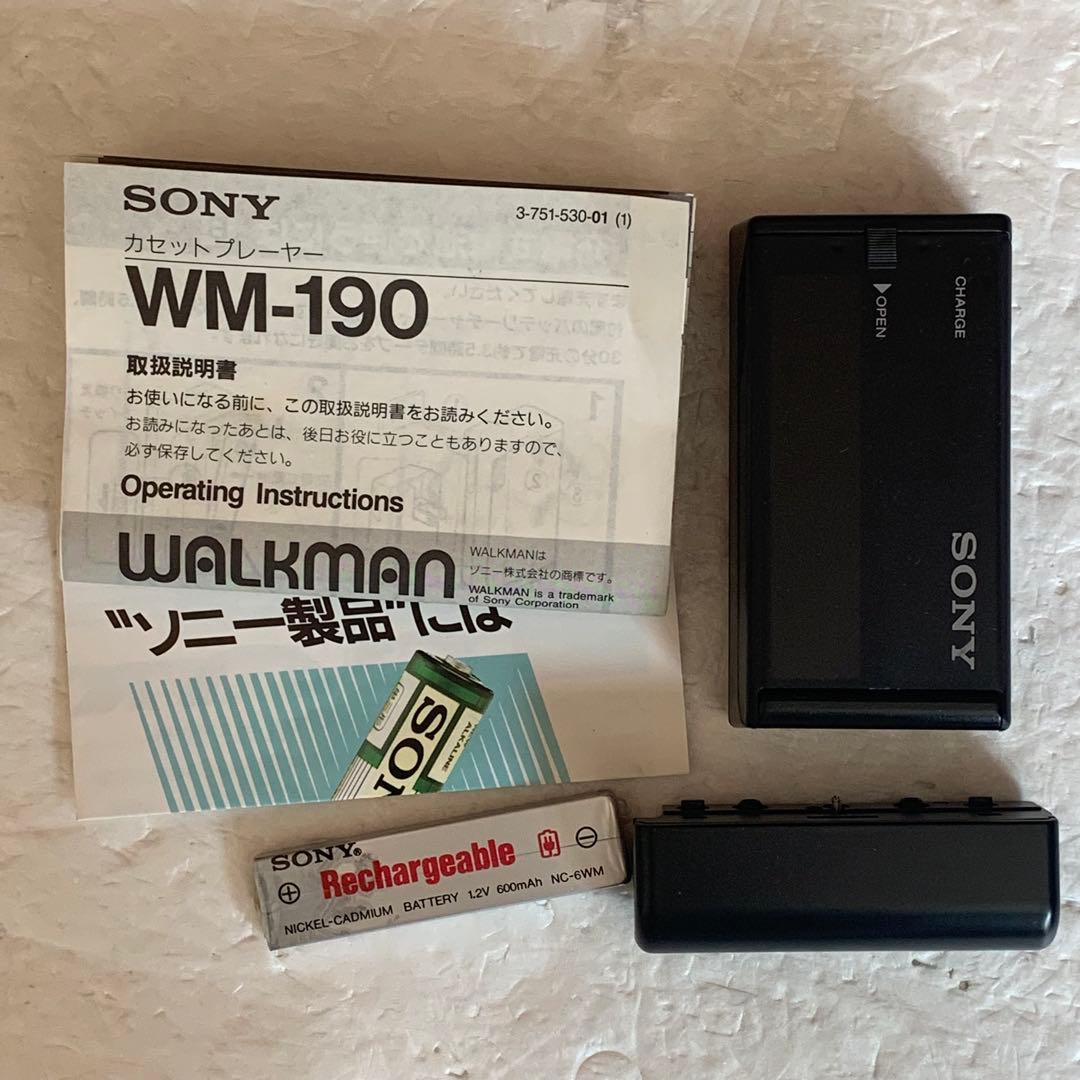 SONY
3-751-530-01 (1)
カセットプレーヤー
WM-190
取扱説明書
お使いになる前に、この取扱説明書をお読みください。
お読みになったあとは、後日お役に立つこともありますので、
必ず保存してください。
Operating Instructions
WALKMAN
WALKMANは
ソニー株式会社の商標です。
WALKMAN is a trademark
of Sony Corporation
"ソニー製品"には
SONY
ALKALINE
CHARGE
OPEN
SONY
SONY®
Rechargeable
NICKEL-CADMIUM BATTERY 1.2V 600mAh NC-6WM